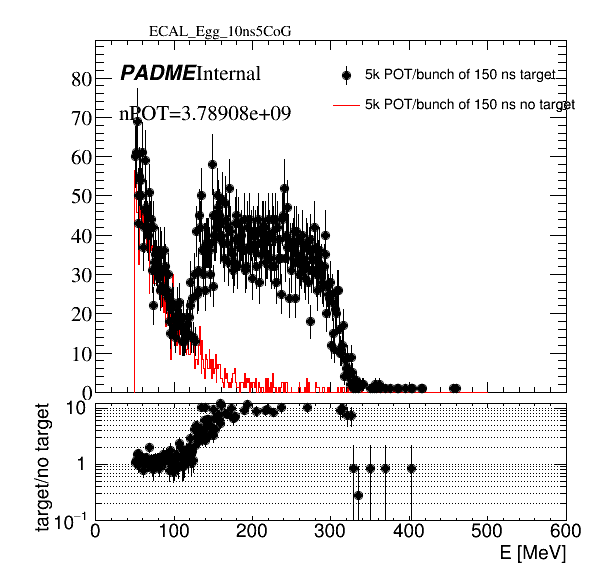 ECAL_Egg_10ns5CoG
PADME Internal
nPOT=3.78908e+09
5k POT/bunch of 150 ns target
5k POT/bunch of 150 ns no target
80
70
60
50
40
30
20
10
0
target/no target
10
1
10⁻¹
0 100 200 300 400 500 600
E [MeV]